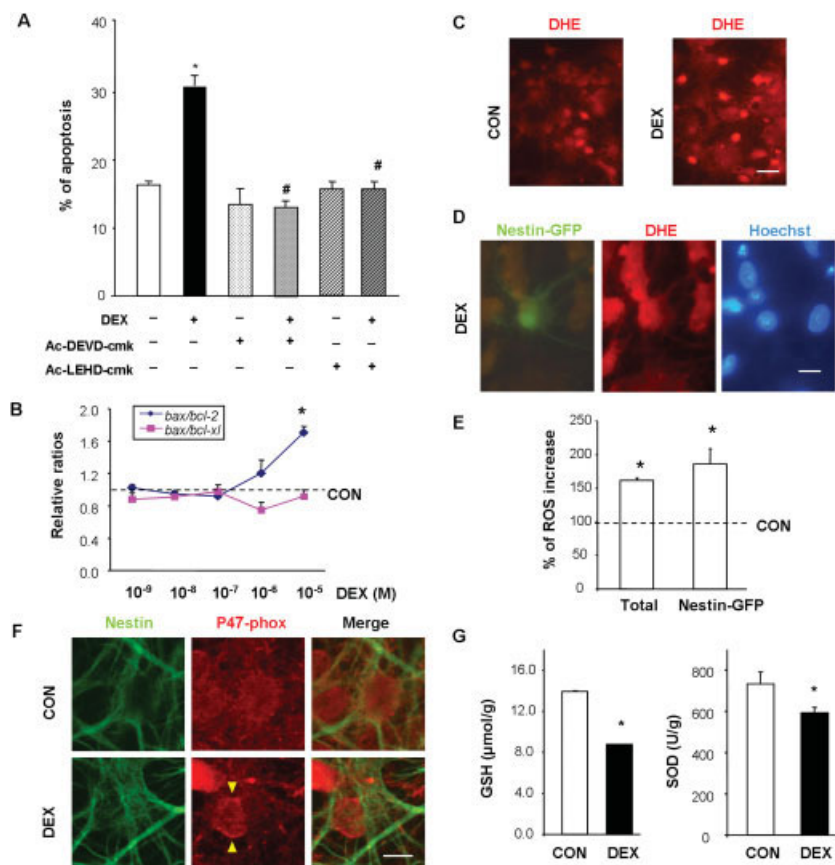 A
40
30
20
10
0
% of apoptosis
*
#
#
DEX – + – + – +
Ac-DEVD-cmk – – + + – –
Ac-LEHD-cmk – – – – + +
B
2.0
1.6
1.2
0.8
0.4
0.0
Relative ratios
bax/bcl-2
bax/bcl-xl
*
CON
10-9 10-8 10-7 10-6 10-5 DEX (M)
C
DHE DHE
CON
DEX
D
Nestin-GFP DHE Hoechst
DEX
E
250
200
150
100
50
0
% of ROS increase
* *
CON
Total Nestin-GFP
F
Nestin P47-phox Merge
CON
DEX
G
18.0
14.0
8.0
4.0
0.0
GSH (µmol/g)
*
CON DEX
800
600
400
200
0
SOD (U/g)
*
CON DEX